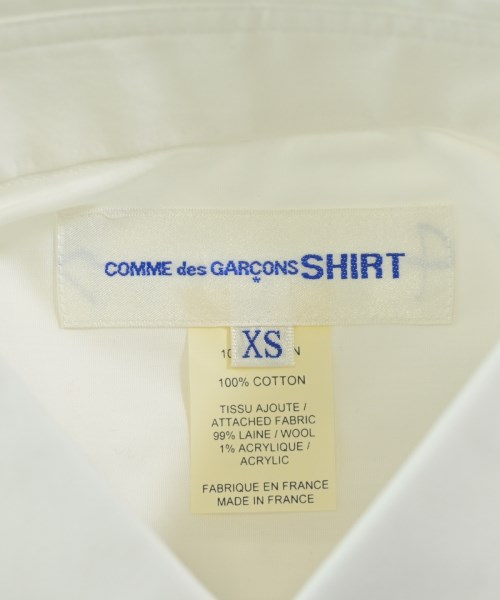 COMME des GARÇONS SHIRT
XS
100% COTTON
TISSU AJOUTE /
ATTACHED FABRIC
99% LAINE / WOOL
1% ACRYLIQUE /
ACRYLIC
FABRIQUE EN FRANCE
MADE IN FRANCE